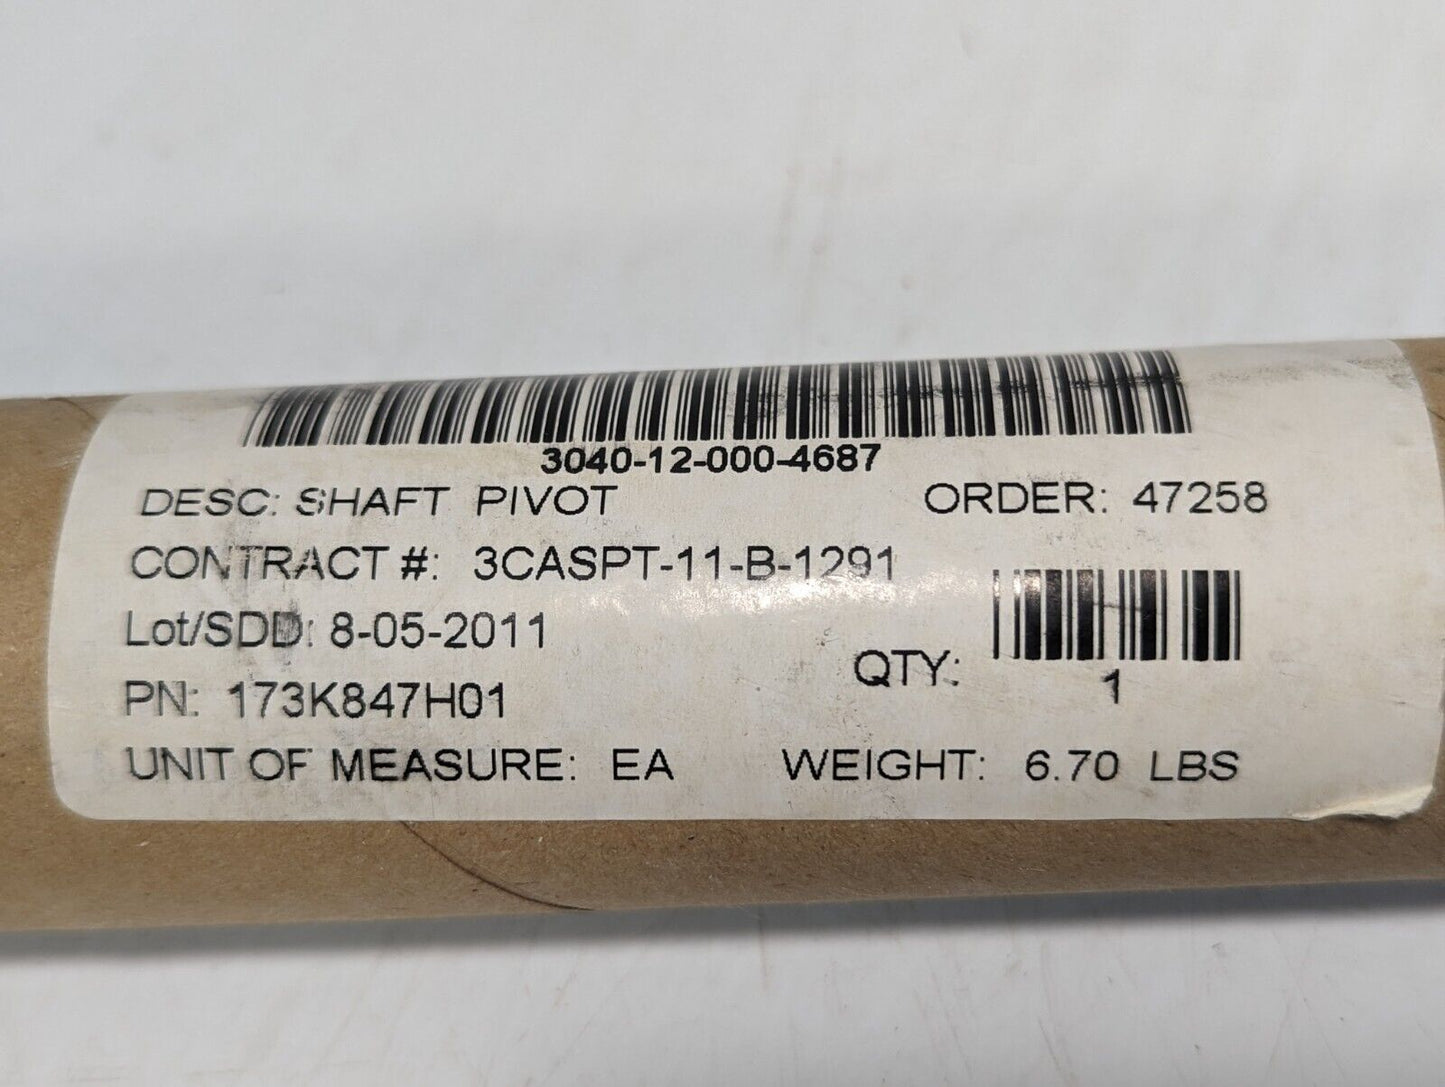 3040-12-000-4687
DESC: SHAFT PIVOT ORDER: 47258
CONTRACT #: 3CASPT-11-B-1291
Lot/SDD: 8-05-2011
QTY: 1
PN: 173K847H01
UNIT OF MEASURE: EA WEIGHT: 6.70 LBS